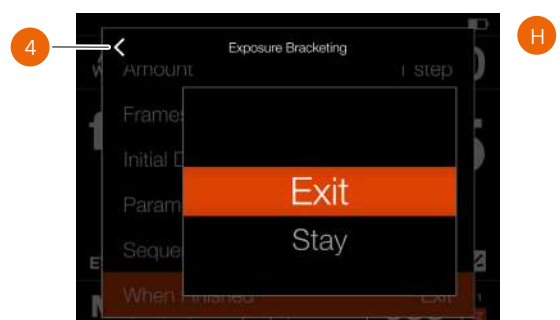 4
H
Exposure Bracketing
Amount 1 step
Frames
Initial D
Param
Exit
Stay
Seque
When Finished Exit